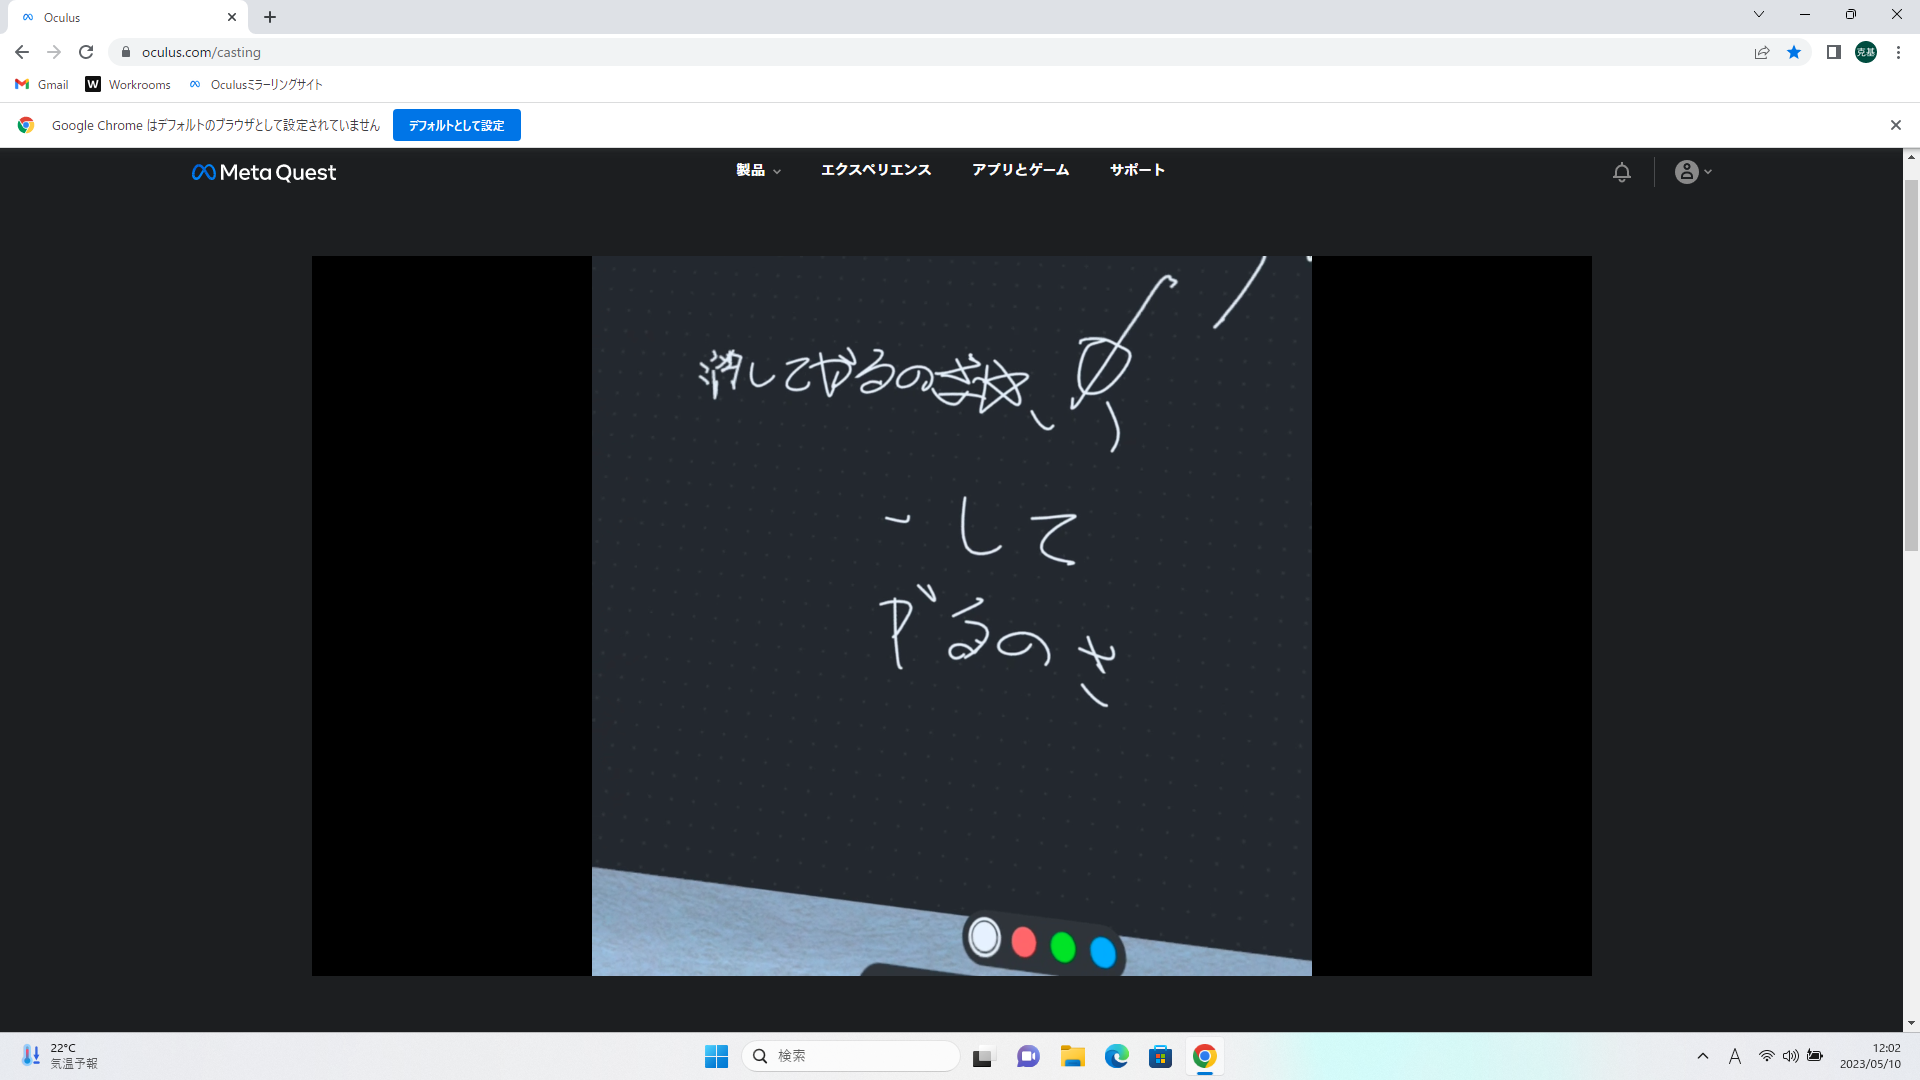 Oculus
oculus.com/casting
克基
Gmail
W Workrooms
Oculusミラーリングサイト
Google Chrome はデフォルトのブラウザとして設定されていません
デフォルトとして設定
Meta Quest
製品
エクスペリエンス
アプリとゲーム
サポート
消してやるのさ
して
るのさ
22°C
気温予報
検索
A
12:02
2023/05/10